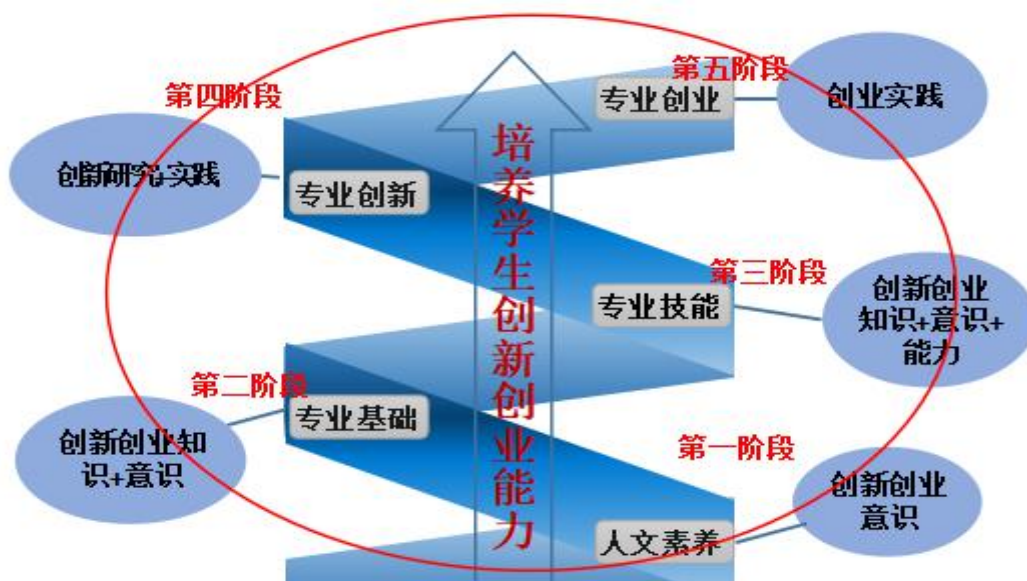 第五阶段
第四阶段
专业创业
创业实践
创新研究+实践
专业创新
培养学生创新创业能力
第三阶段
专业技能
创新创业
知识+意识+
能力
第二阶段
专业基础
创新创业知
识+意识
第一阶段
人文素养
创新创业
意识